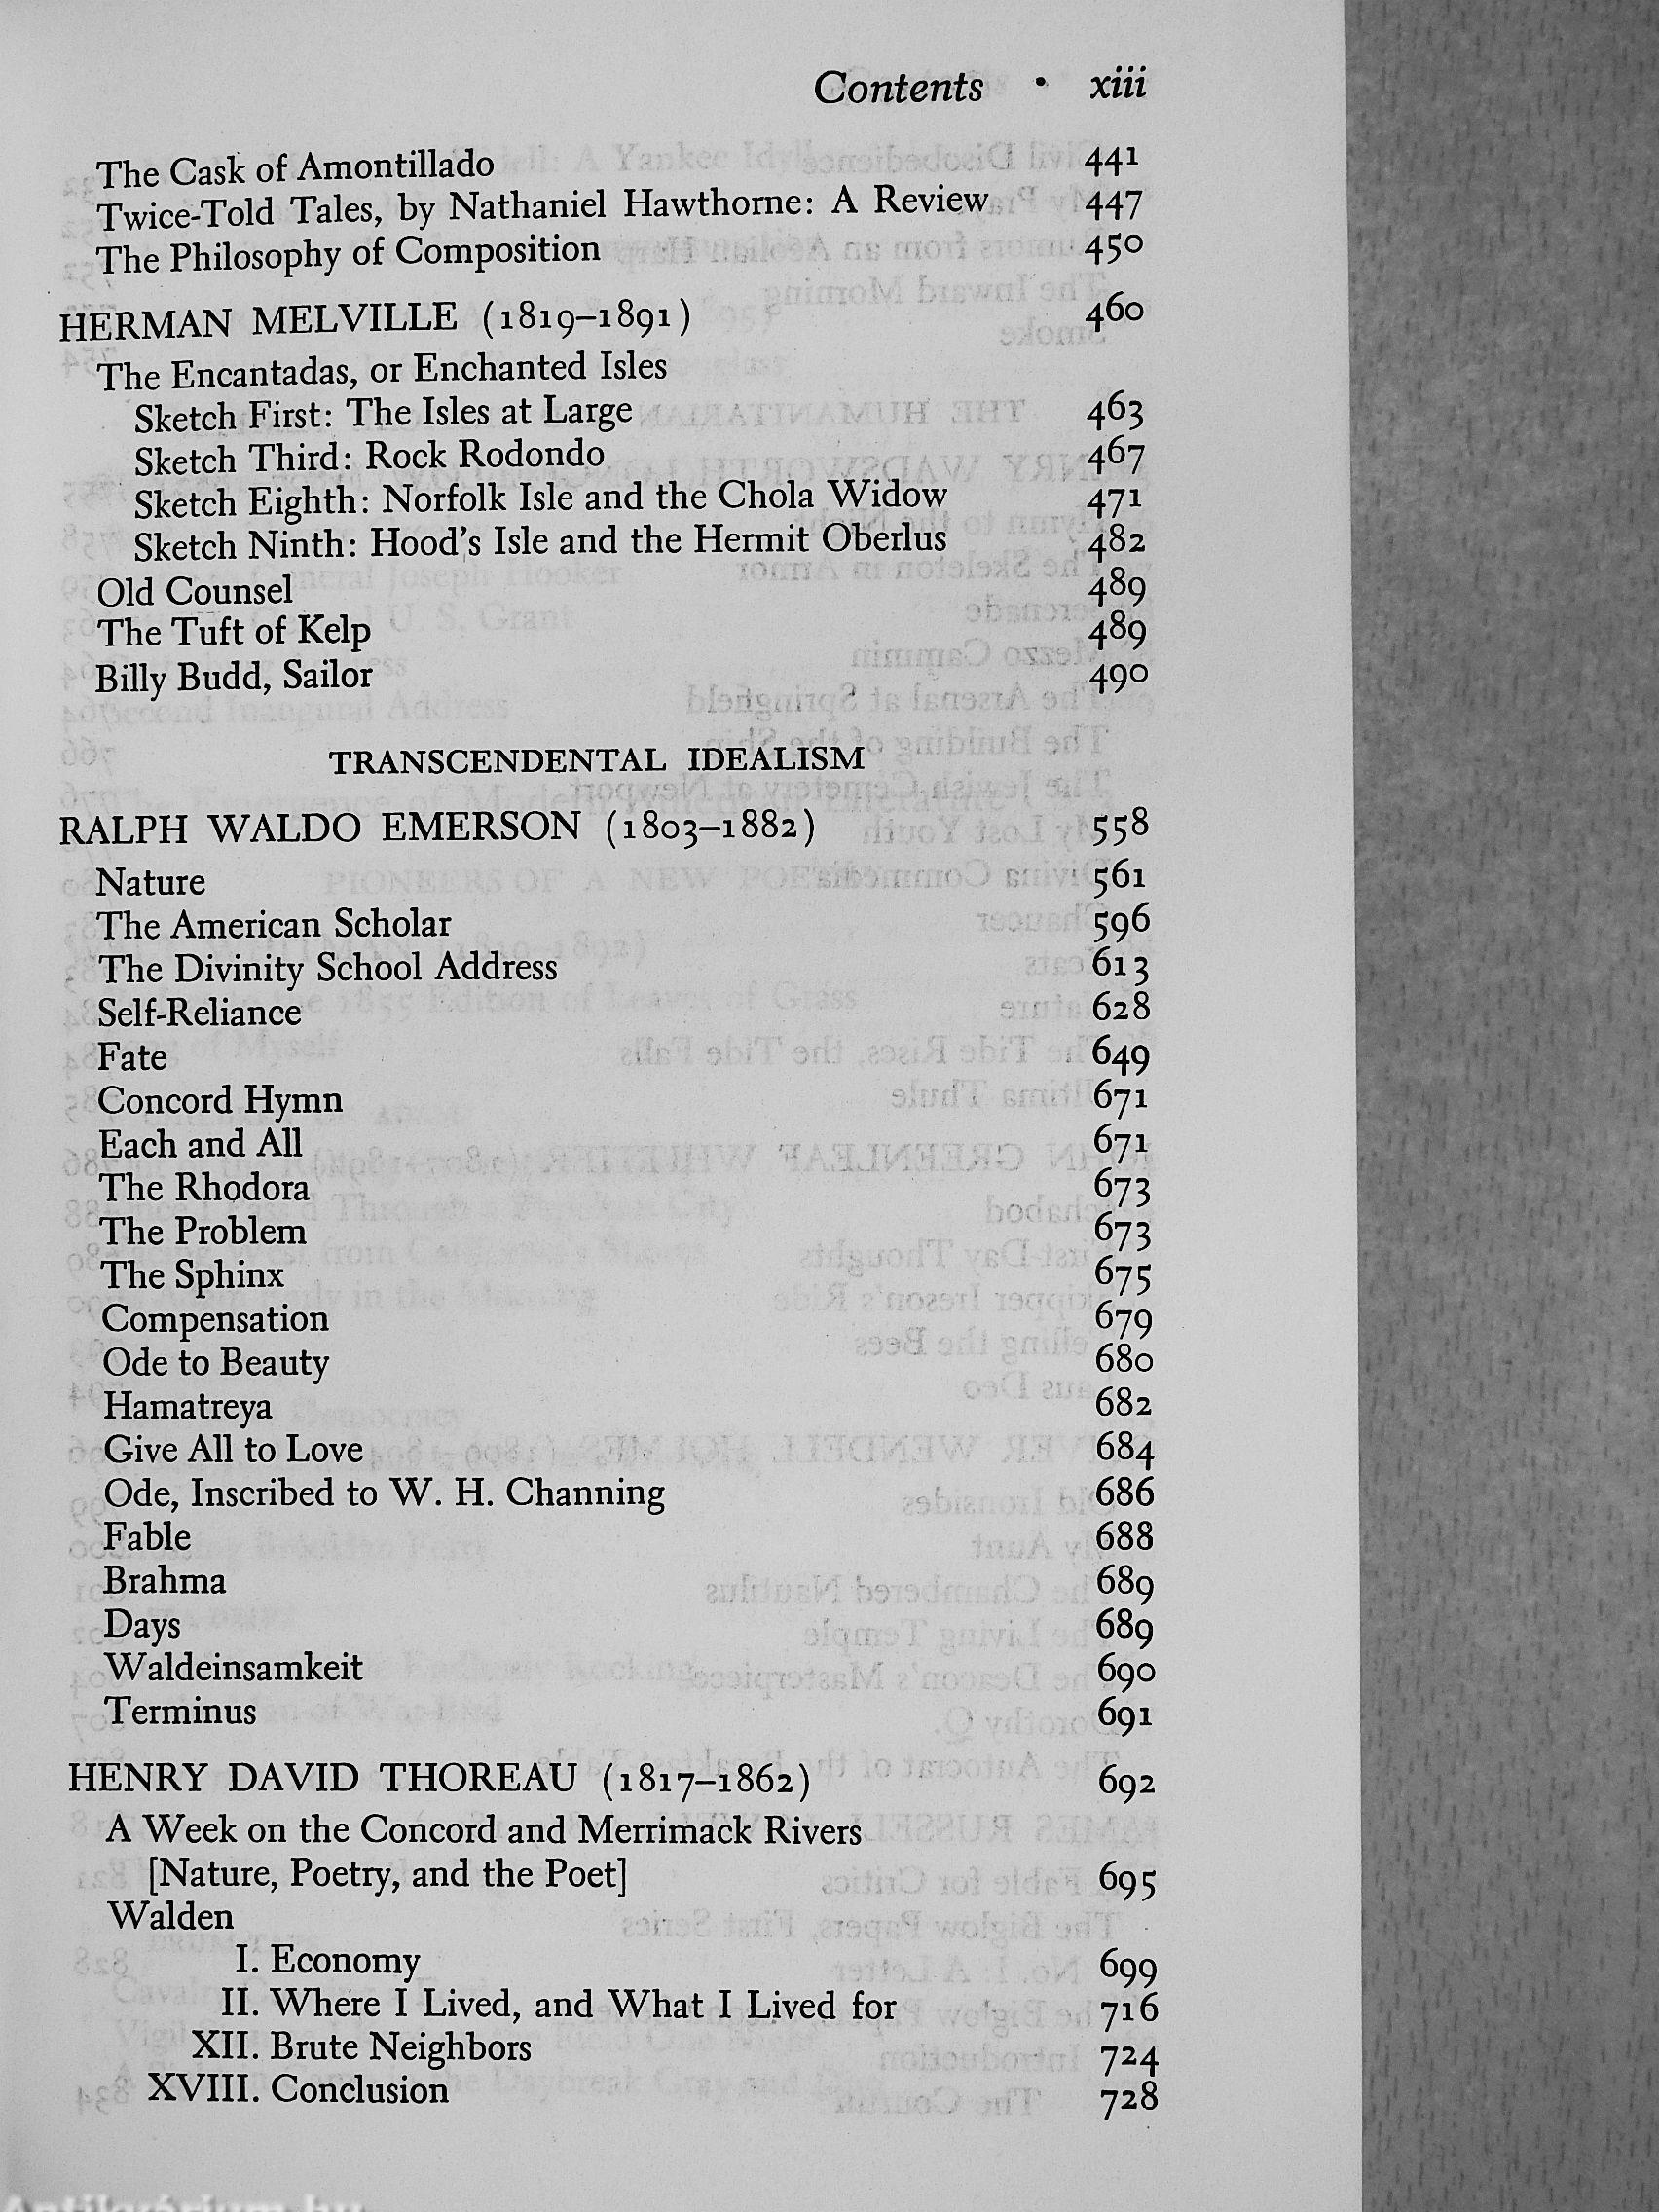 Contents • xiii
The Cask of Amontillado 441
Twice-Told Tales, by Nathaniel Hawthorne: A Review 447
The Philosophy of Composition 450
HERMAN MELVILLE (1819–1891) 460
The Encantadas, or Enchanted Isles
Sketch First: The Isles at Large 463
Sketch Third: Rock Rodondo 467
Sketch Eighth: Norfolk Isle and the Chola Widow 471
Sketch Ninth: Hood's Isle and the Hermit Oberlus 482
Old Counsel 489
The Tuft of Kelp 489
Billy Budd, Sailor 490
TRANSCENDENTAL IDEALISM
RALPH WALDO EMERSON (1803–1882) 558
Nature 561
The American Scholar 596
The Divinity School Address 613
Self-Reliance 628
Fate 649
Concord Hymn 671
Each and All 671
The Rhodora 673
The Problem 673
The Sphinx 675
Compensation 679
Ode to Beauty 680
Hamatreya 682
Give All to Love 684
Ode, Inscribed to W. H. Channing 686
Fable 688
Brahma 689
Days 689
Waldeinsamkeit 690
Terminus 691
HENRY DAVID THOREAU (1817–1862) 692
A Week on the Concord and Merrimack Rivers
[Nature, Poetry, and the Poet] 695
Walden
I. Economy 699
II. Where I Lived, and What I Lived for 716
XII. Brute Neighbors 724
XVIII. Conclusion 728